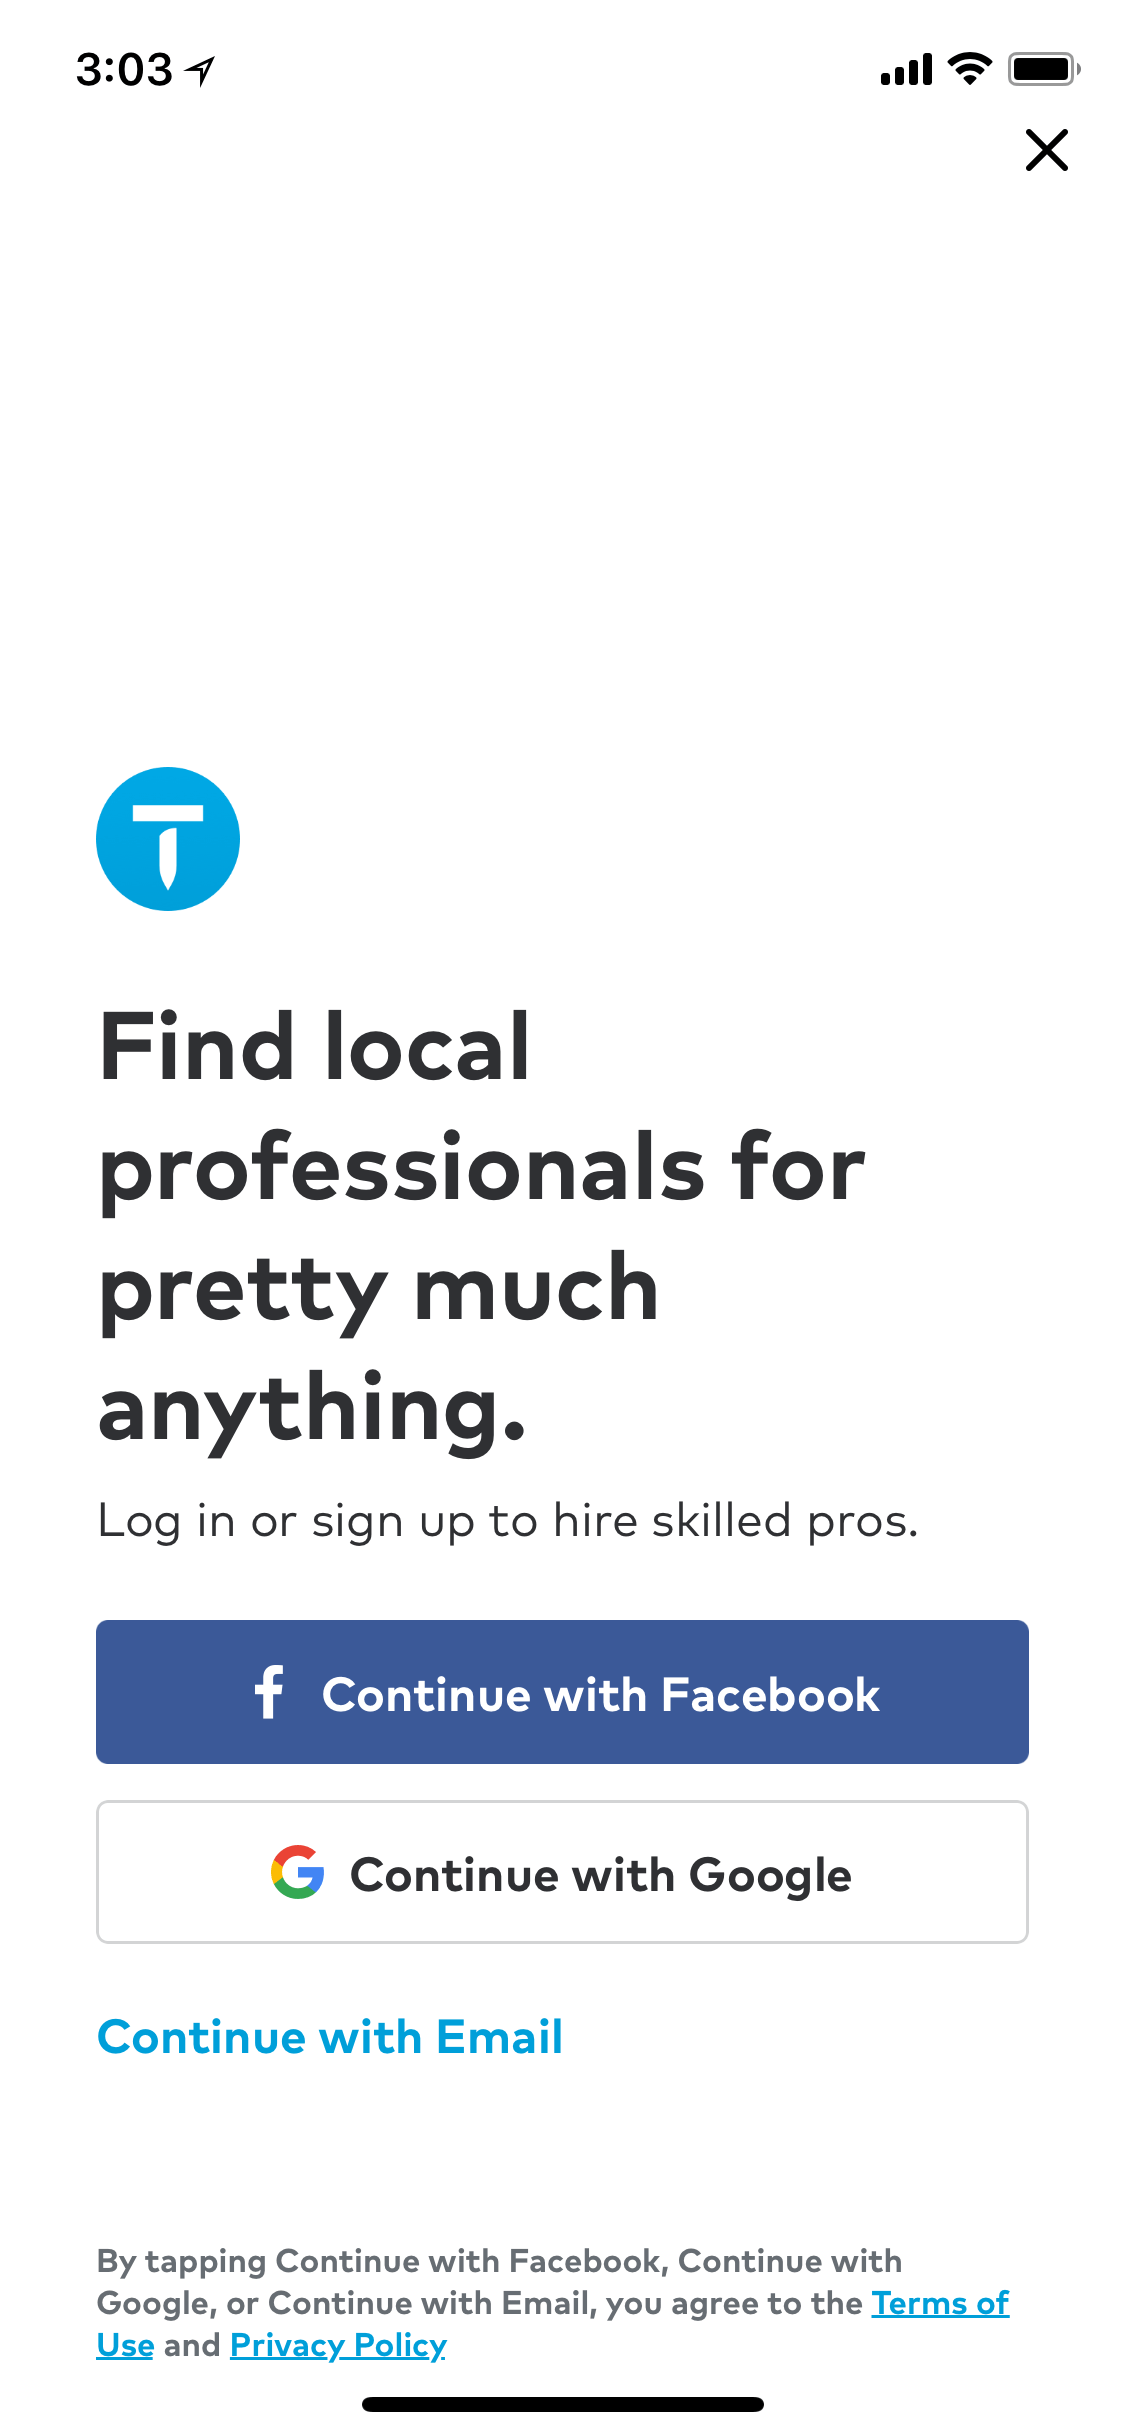 3:03
Find local
professionals for
pretty much
anything.
Log in or sign up to hire skilled pros.
Continue with Facebook
Continue with Google
Continue with Email
By tapping Continue with Facebook, Continue with
Google, or Continue with Email, you agree to the Terms of
Use and Privacy Policy